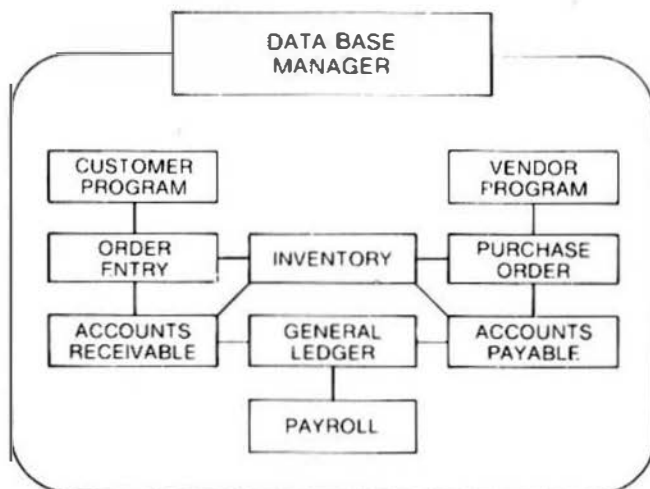 DATA BASE
MANAGER
CUSTOMER
PROGRAM
VENDOR
PROGRAM
ORDER
ENTRY
INVENTORY
PURCHASE
ORDER
ACCOUNTS
RECEIVABLE
GENERAL
LEDGER
ACCOUNTS
PAYABLE
PAYROLL